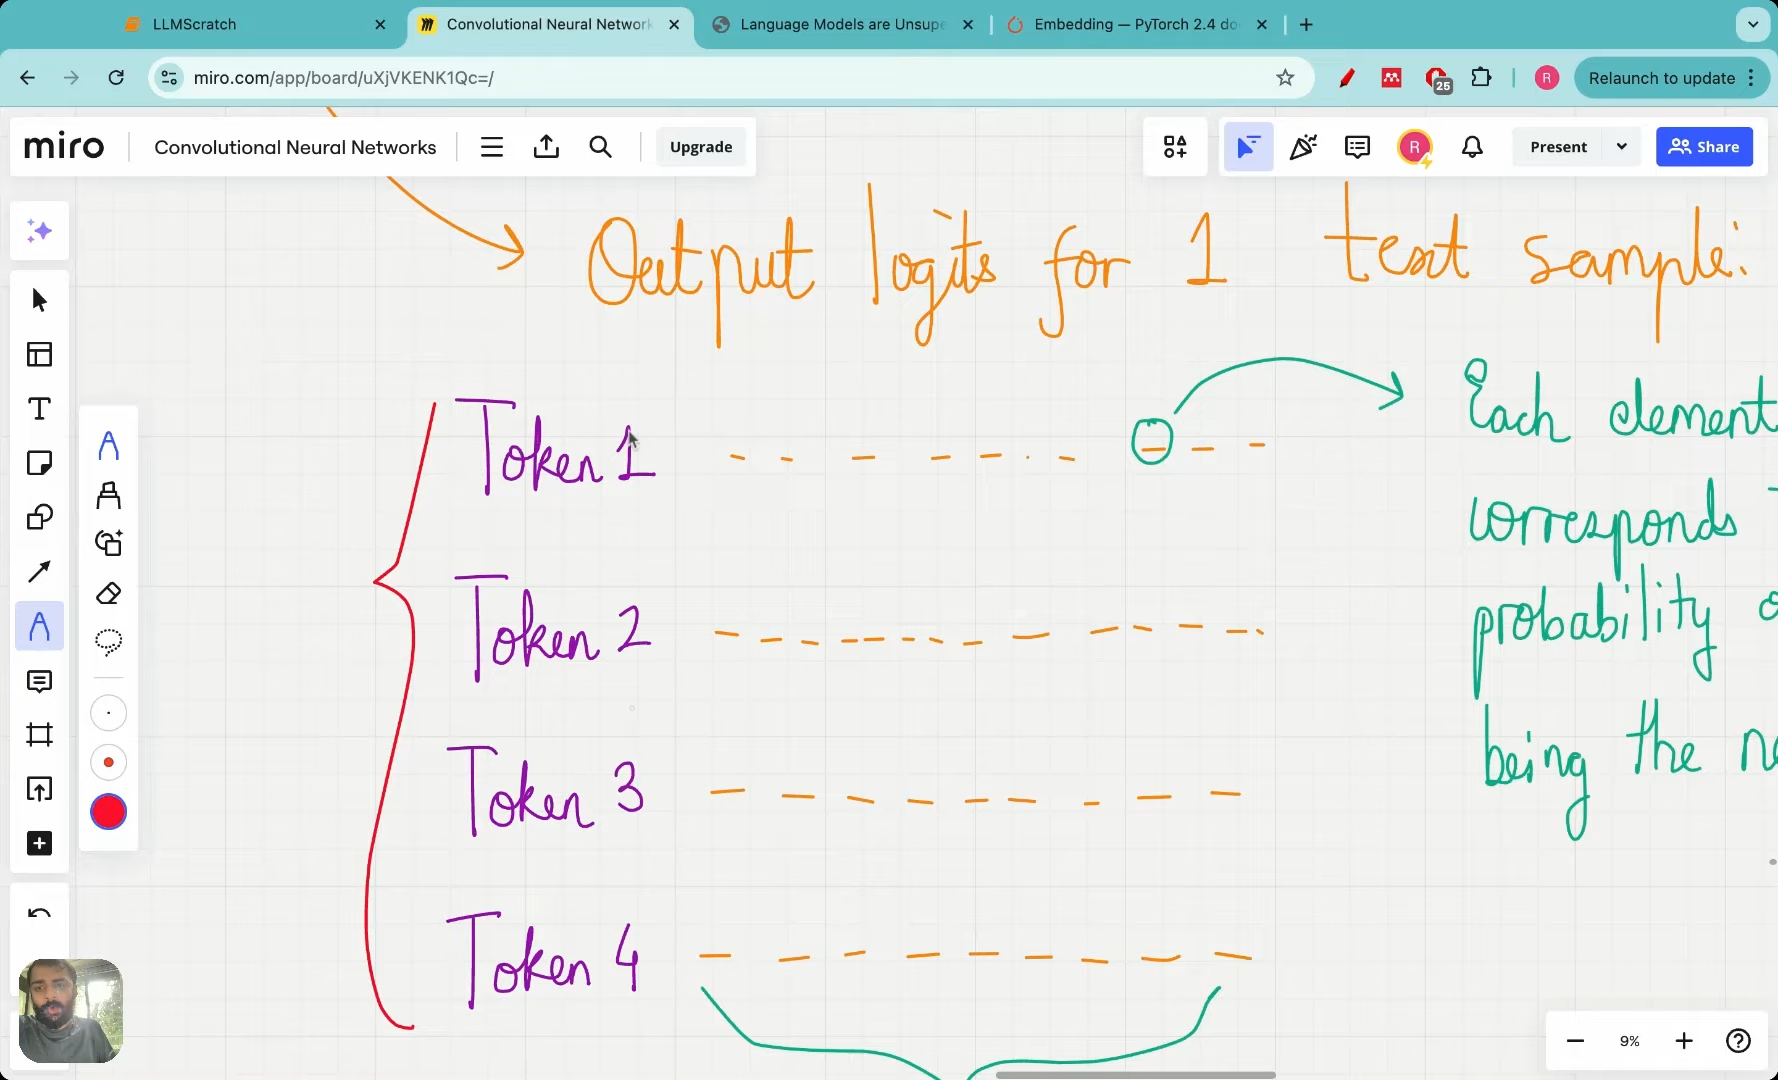 LLMScratch
Convolutional Neural Network
Language Models are Unsupe
Embedding — PyTorch 2.4 do
miro.com/app/board/uXjVKENK1Qc=/
25
R
Relaunch to update
miro
Convolutional Neural Networks
Upgrade
R
Present
Share
Output logits for 1 text sample:
Token 1
Each element
corresponds
probability
being the
Token 2
Token 3
Token 4
9%